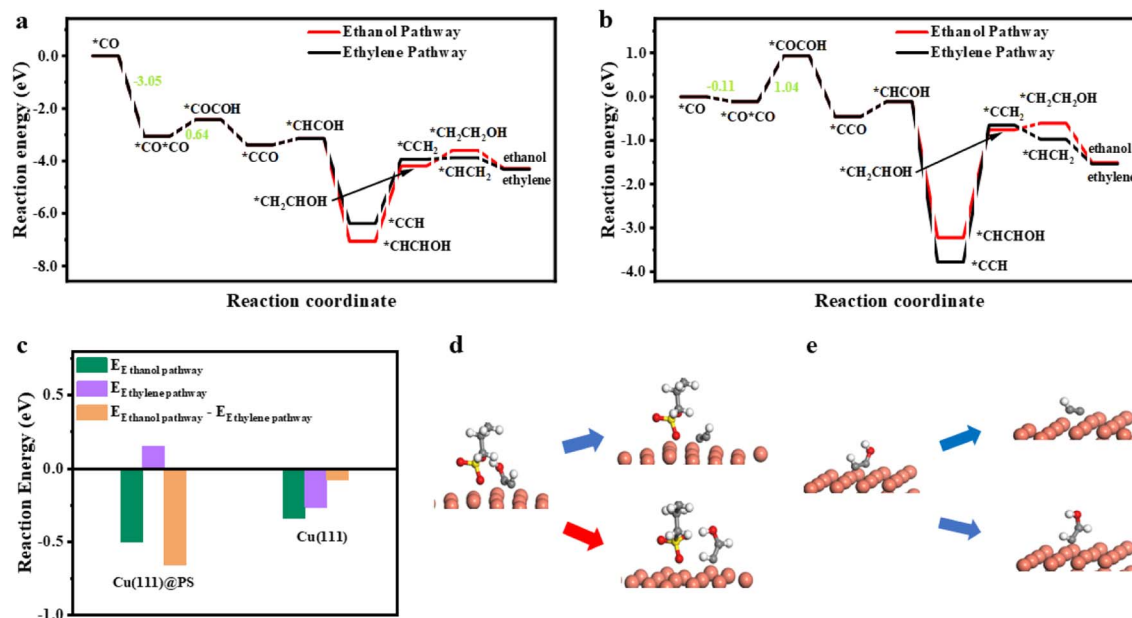 a
Ethanol Pathway
Ethylene Pathway
Reaction energy (eV)
0.0
-2.0
-4.0
-6.0
-8.0
*CO
-3.05
*CO*CO
*COCOH
0.64
*CCO
*CHCOH
*CH₂CHOH
*CCH
*CHCHOH
*CCH₂
*CH₂CH₂OH
*CHCH₂
ethanol
ethylene
Reaction coordinate
b
Ethanol Pathway
Ethylene Pathway
Reaction energy (eV)
1.0
0.0
-1.0
-2.0
-3.0
-4.0
*CO
-0.11
*CO*CO
*COCOH
1.04
*CCO
*CHCOH
*CH₂CHOH
*CHCHOH
*CCH
*CCH₂
*CH₂CH₂OH
*CHCH₂
ethanol
ethylene
Reaction coordinate
c
E Ethanol pathway
E Ethylene pathway
E Ethanol pathway - E Ethylene pathway
Reaction Energy (eV)
0.5
0.0
-0.5
-1.0
Cu(111)@PS
Cu(111)
d
e